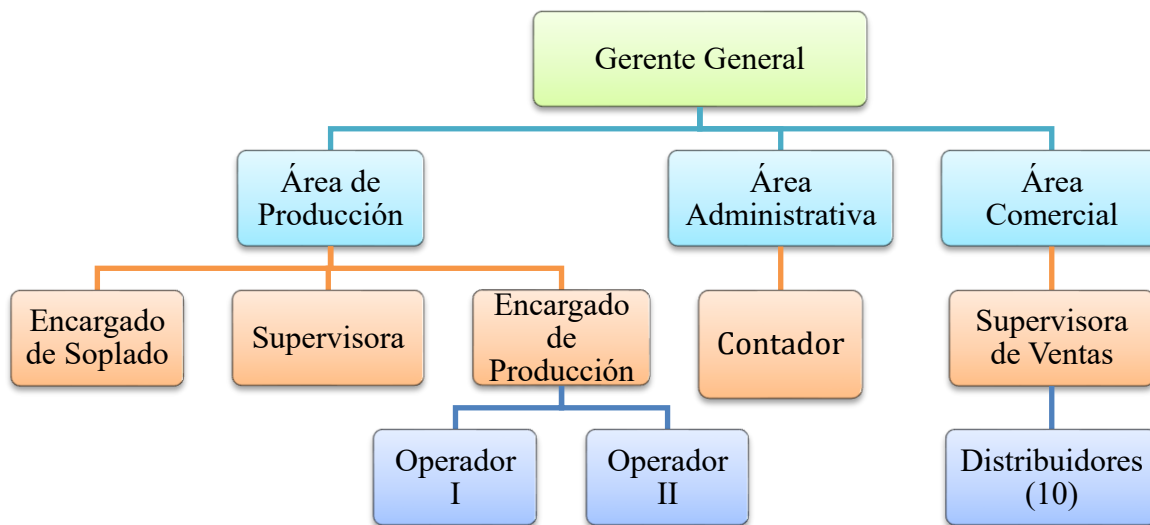 Gerente General
Área de
Producción
Área
Administrativa
Área
Comercial
Encargado
de Soplado
Supervisora
Encargado
de
Producción
Contador
Supervisora
de Ventas
Operador
I
Operador
II
Distribuidores
(10)